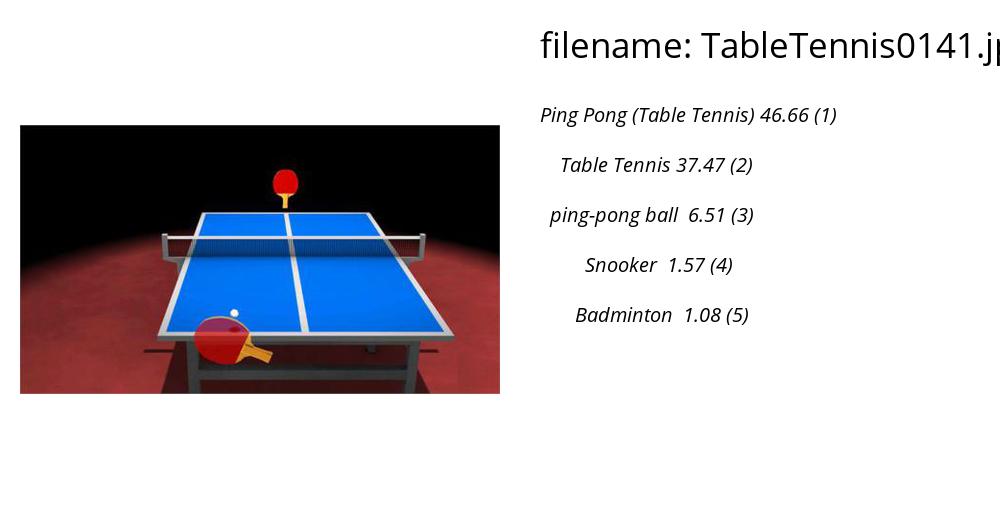 filename: TableTennis0141.jp
Ping Pong (Table Tennis) 46.66 (1)
Table Tennis 37.47 (2)
ping-pong ball 6.51 (3)
Snooker 1.57 (4)
Badminton 1.08 (5)